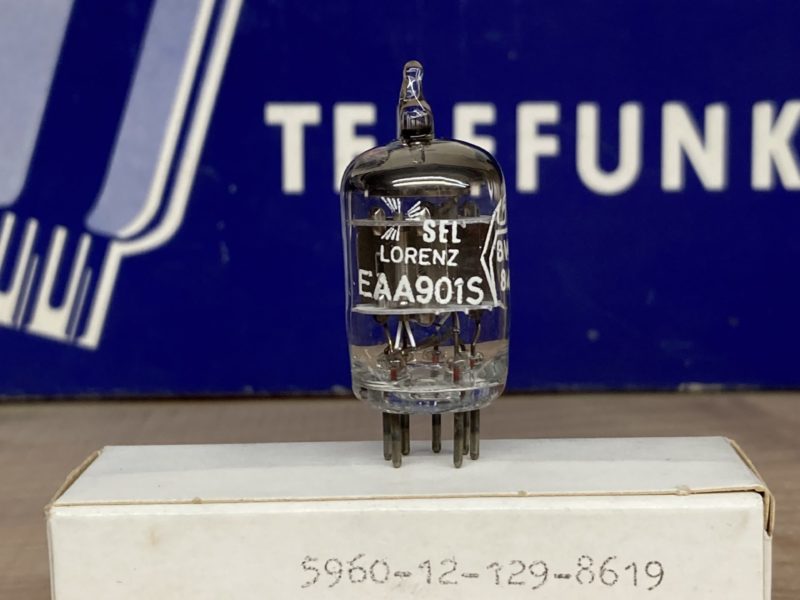 TELEFUNK
SEL
LORENZ
EAA901S
5960-12-129-8619